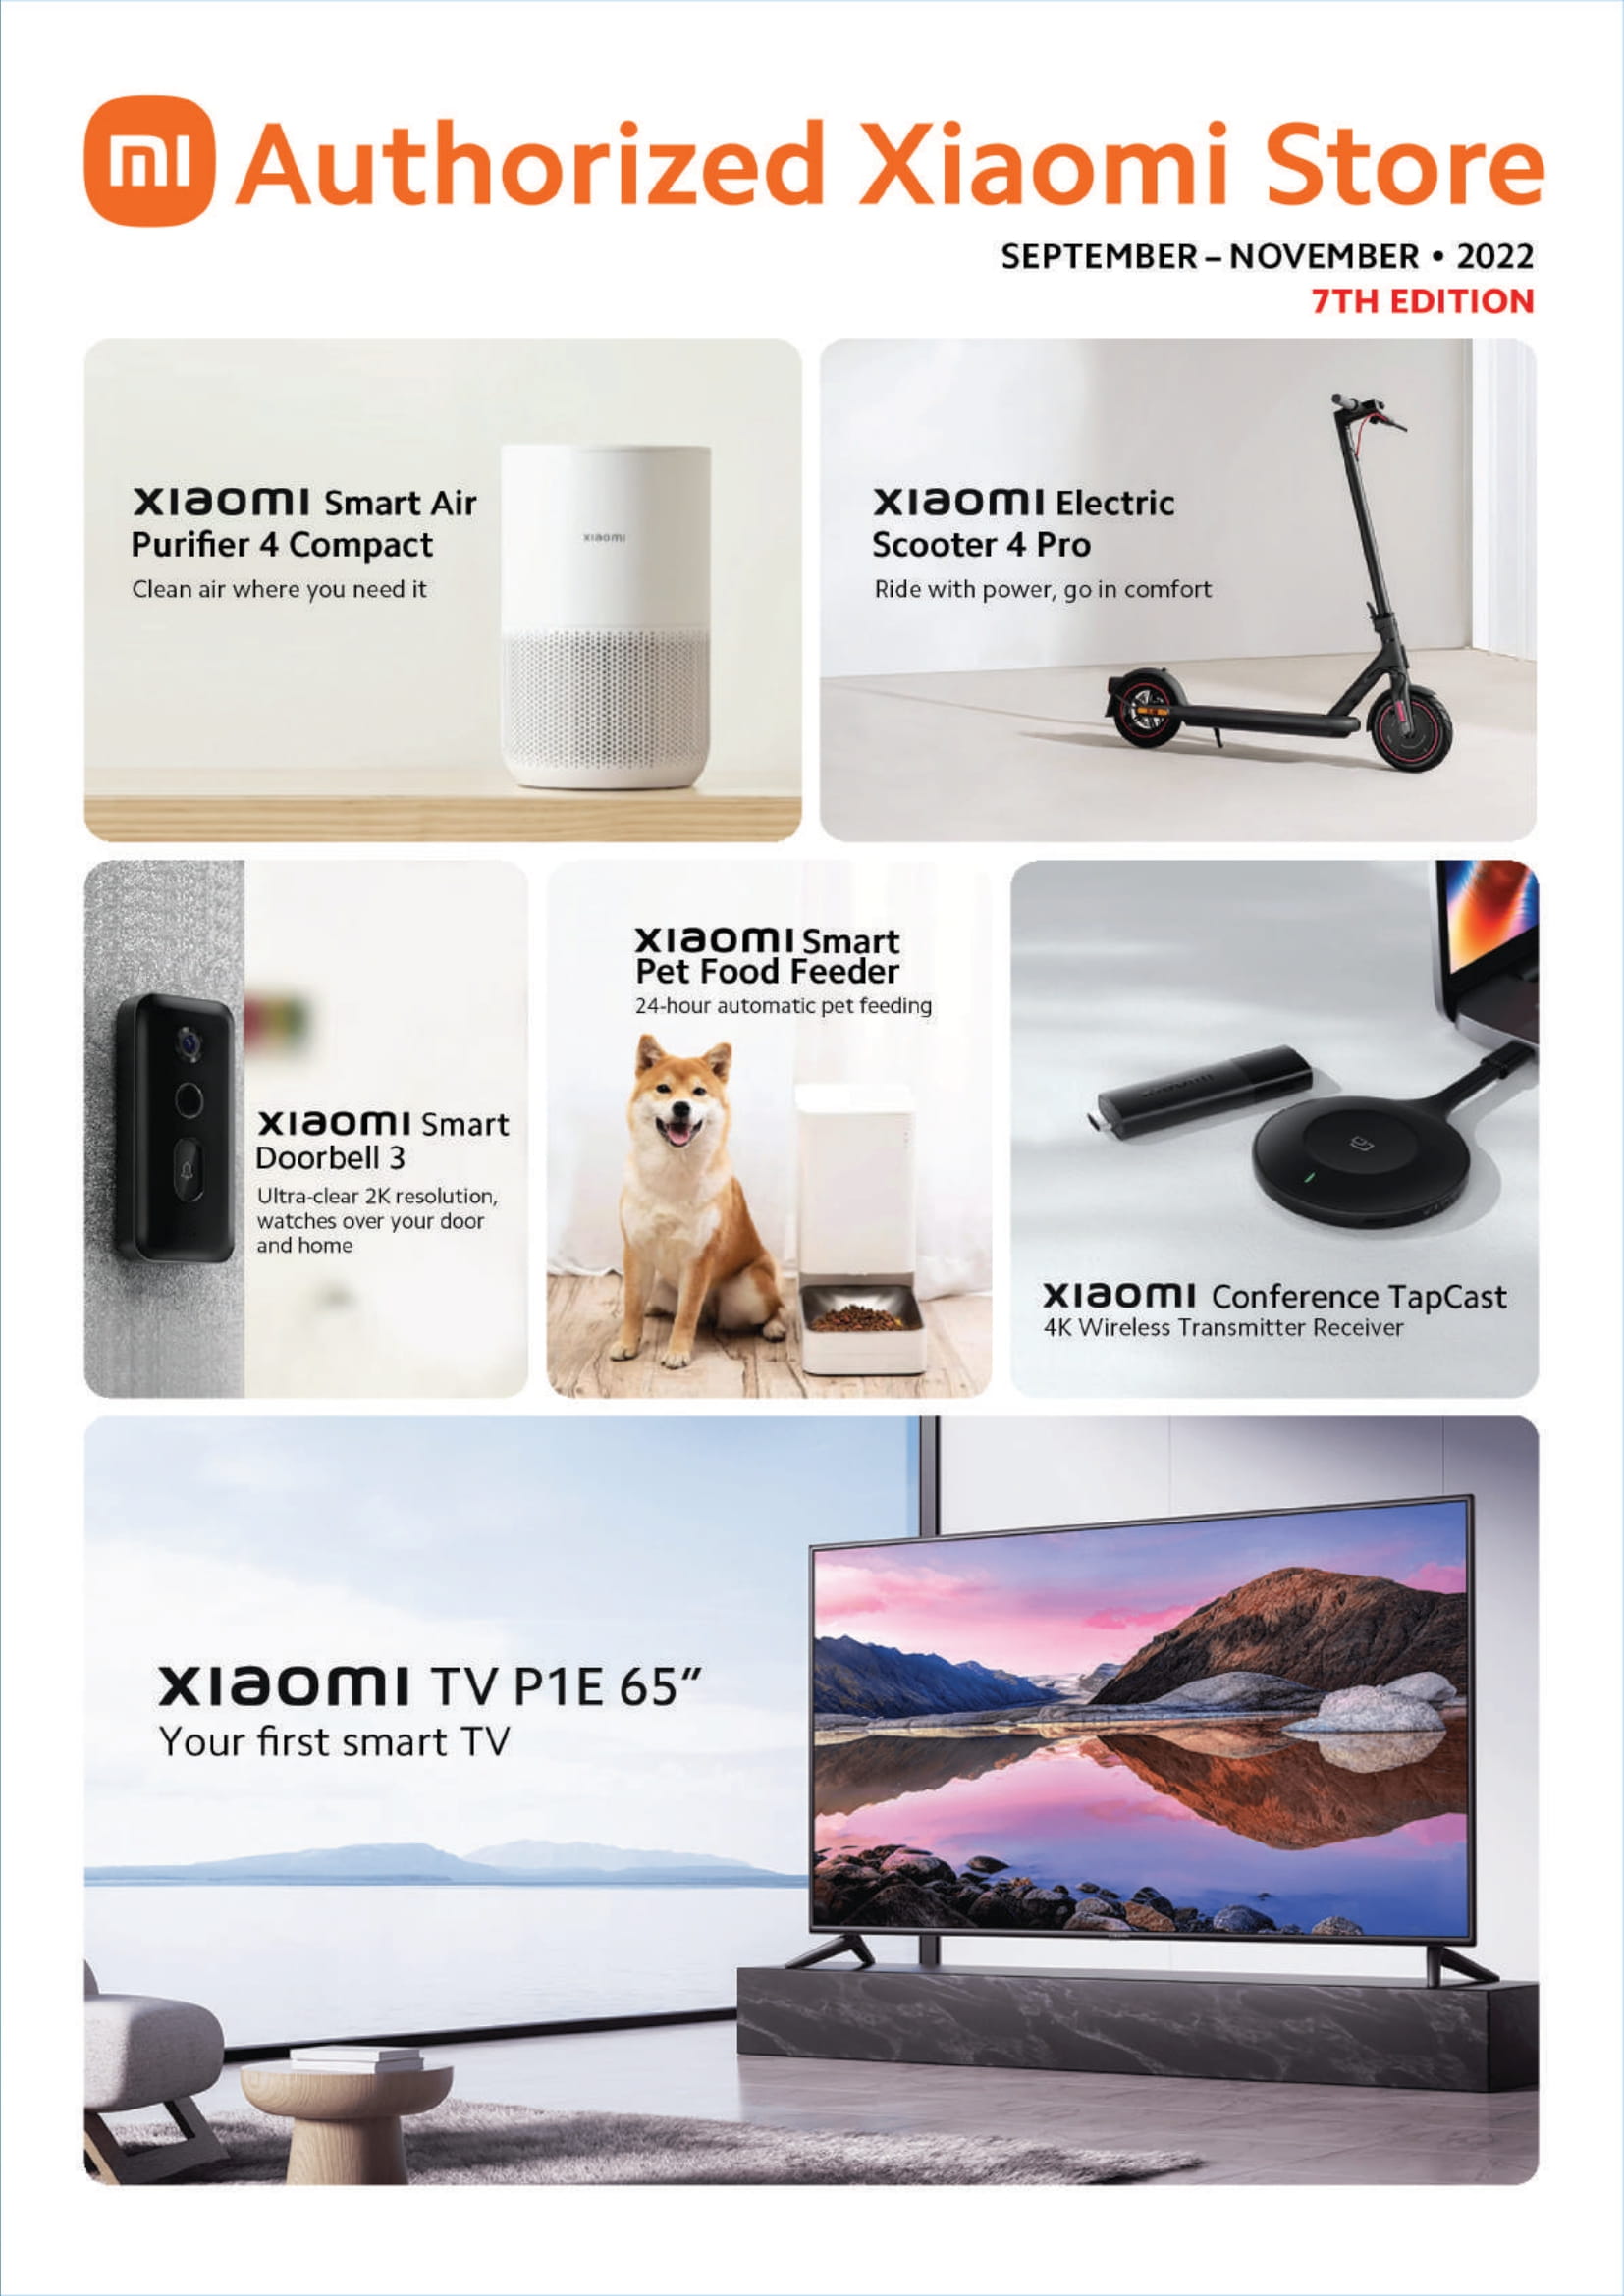 mi Authorized Xiaomi Store
SEPTEMBER – NOVEMBER • 2022
7TH EDITION
xiaomi Smart Air
Purifier 4 Compact
Clean air where you need it
xiaomi
xiaomi Electric
Scooter 4 Pro
Ride with power, go in comfort
xiaomi Smart
Doorbell 3
Ultra-clear 2K resolution,
watches over your door
and home
xiaomi Smart
Pet Food Feeder
24-hour automatic pet feeding
xiaomi
xiaomi Conference TapCast
4K Wireless Transmitter Receiver
xiaomi TV P1E 65”
Your first smart TV